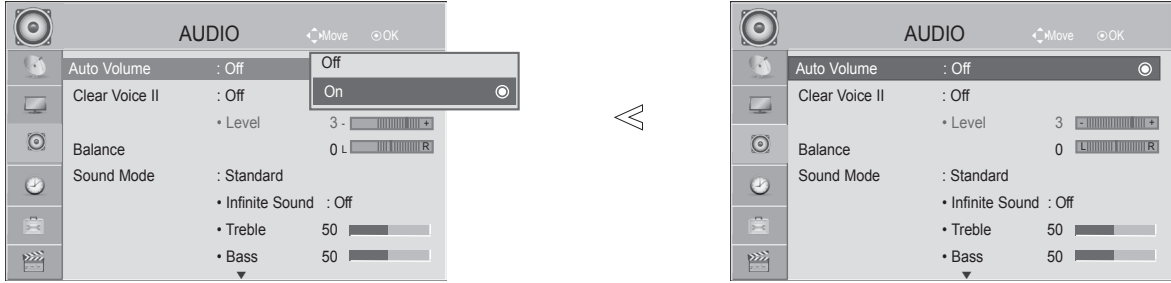 AUDIO Move OK
Auto Volume : Off
Off
On
Clear Voice II : Off
• Level 3 - +
Balance 0 L R
Sound Mode : Standard
• Infinite Sound : Off
• Treble 50
• Bass 50
AUDIO Move OK
Auto Volume : Off
Clear Voice II : Off
• Level 3 - +
Balance 0 L R
Sound Mode : Standard
• Infinite Sound : Off
• Treble 50
• Bass 50